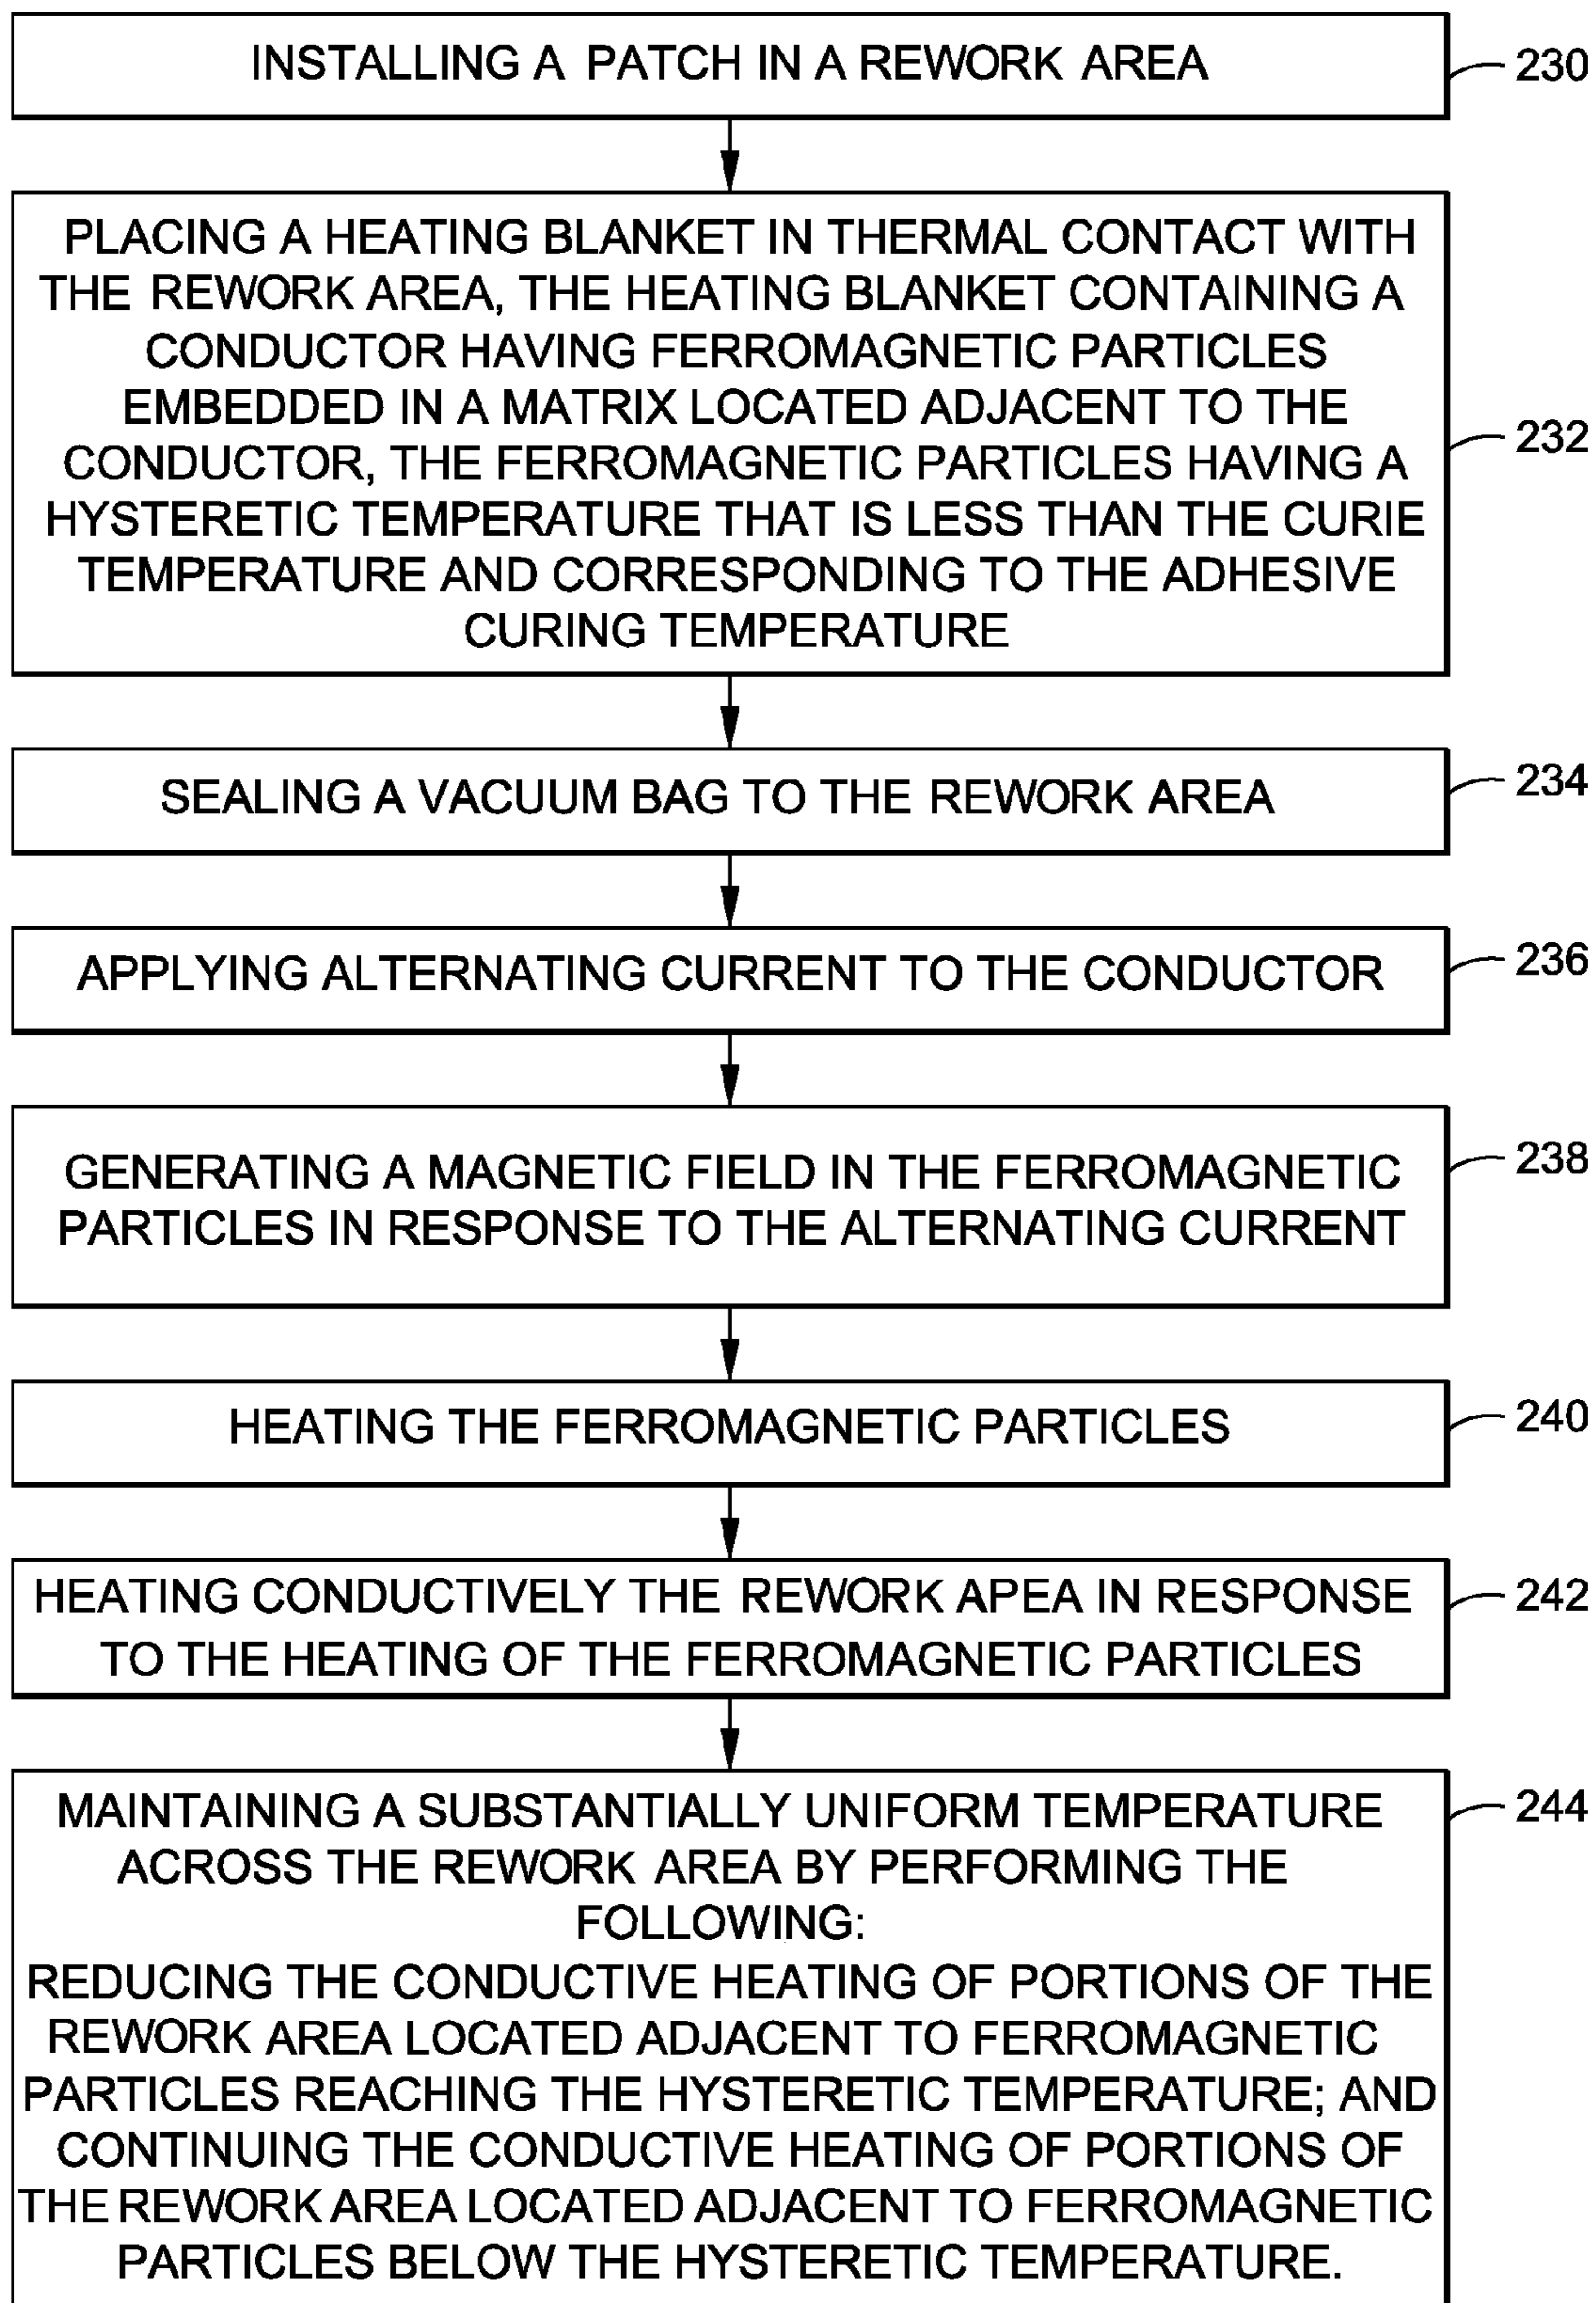 INSTALLING A PATCH IN A REWORK AREA
230
PLACING A HEATING BLANKET IN THERMAL CONTACT WITH
THE REWORK AREA, THE HEATING BLANKET CONTAINING A
CONDUCTOR HAVING FERROMAGNETIC PARTICLES
EMBEDDED IN A MATRIX LOCATED ADJACENT TO THE
CONDUCTOR, THE FERROMAGNETIC PARTICLES HAVING A
HYSTERETIC TEMPERATURE THAT IS LESS THAN THE CURIE
TEMPERATURE AND CORRESPONDING TO THE ADHESIVE
CURING TEMPERATURE
232
SEALING A VACUUM BAG TO THE REWORK AREA
234
APPLYING ALTERNATING CURRENT TO THE CONDUCTOR
236
GENERATING A MAGNETIC FIELD IN THE FERROMAGNETIC
PARTICLES IN RESPONSE TO THE ALTERNATING CURRENT
238
HEATING THE FERROMAGNETIC PARTICLES
240
HEATING CONDUCTIVELY THE REWORK APEA IN RESPONSE
TO THE HEATING OF THE FERROMAGNETIC PARTICLES
242
MAINTAINING A SUBSTANTIALLY UNIFORM TEMPERATURE
ACROSS THE REWORK AREA BY PERFORMING THE
FOLLOWING:
REDUCING THE CONDUCTIVE HEATING OF PORTIONS OF THE
REWORK AREA LOCATED ADJACENT TO FERROMAGNETIC
PARTICLES REACHING THE HYSTERETIC TEMPERATURE; AND
CONTINUING THE CONDUCTIVE HEATING OF PORTIONS OF
THE REWORK AREA LOCATED ADJACENT TO FERROMAGNETIC
PARTICLES BELOW THE HYSTERETIC TEMPERATURE.
244